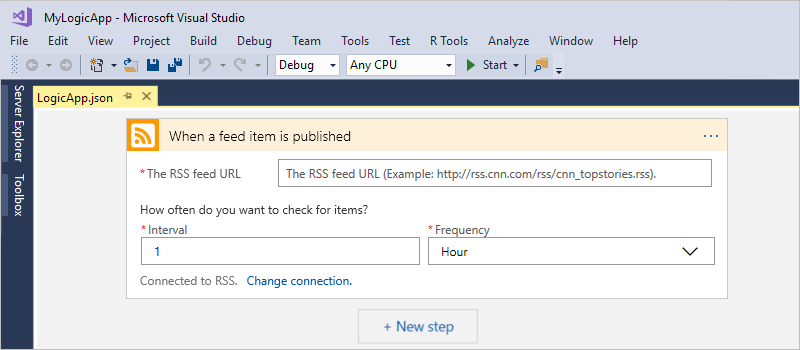 MyLogicApp - Microsoft Visual Studio
File Edit View Project Build Debug Team Tools Test R Tools Analyze Window Help
Debug Any CPU Start
Server Explorer
Toolbox
LogicApp.json
When a feed item is published ...
* The RSS feed URL The RSS feed URL (Example: http://rss.cnn.com/rss/cnn_topstories.rss).
How often do you want to check for items?
* Interval * Frequency
1 Hour
Connected to RSS. Change connection.
+ New step